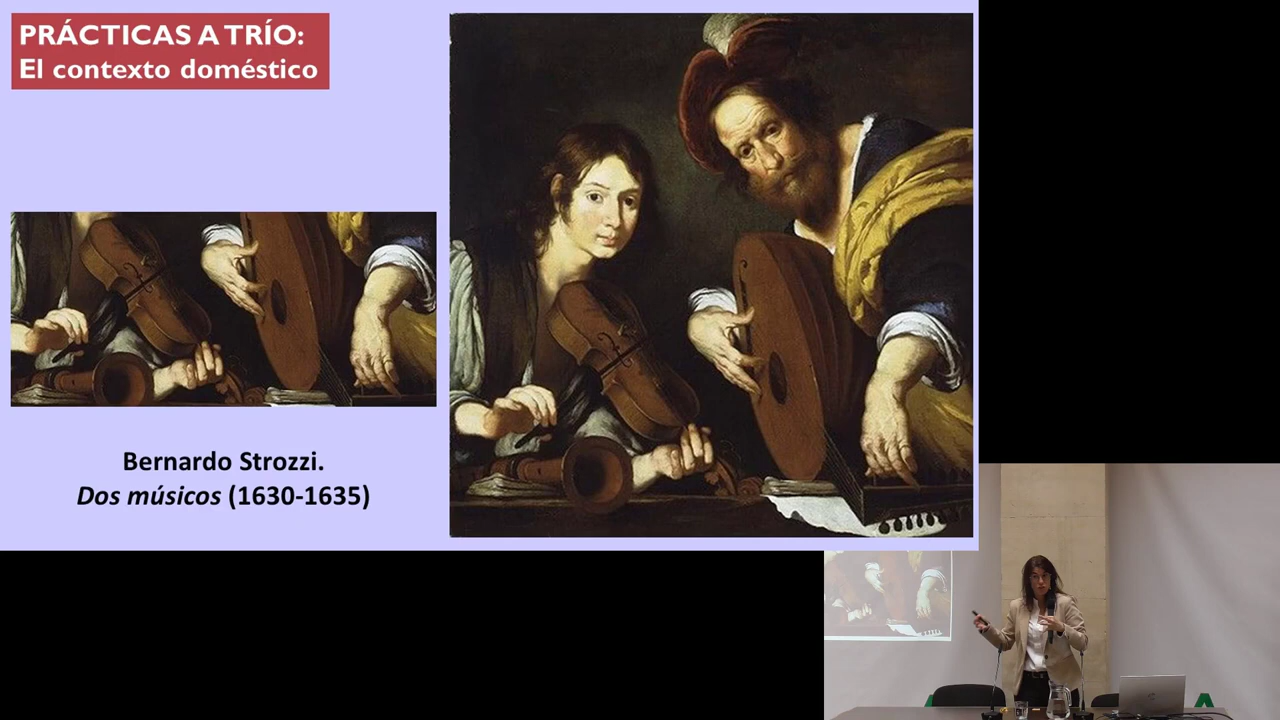 PRÁCTICAS A TRÍO:
El contexto doméstico
Bernardo Strozzi.
Dos músicos (1630-1635)